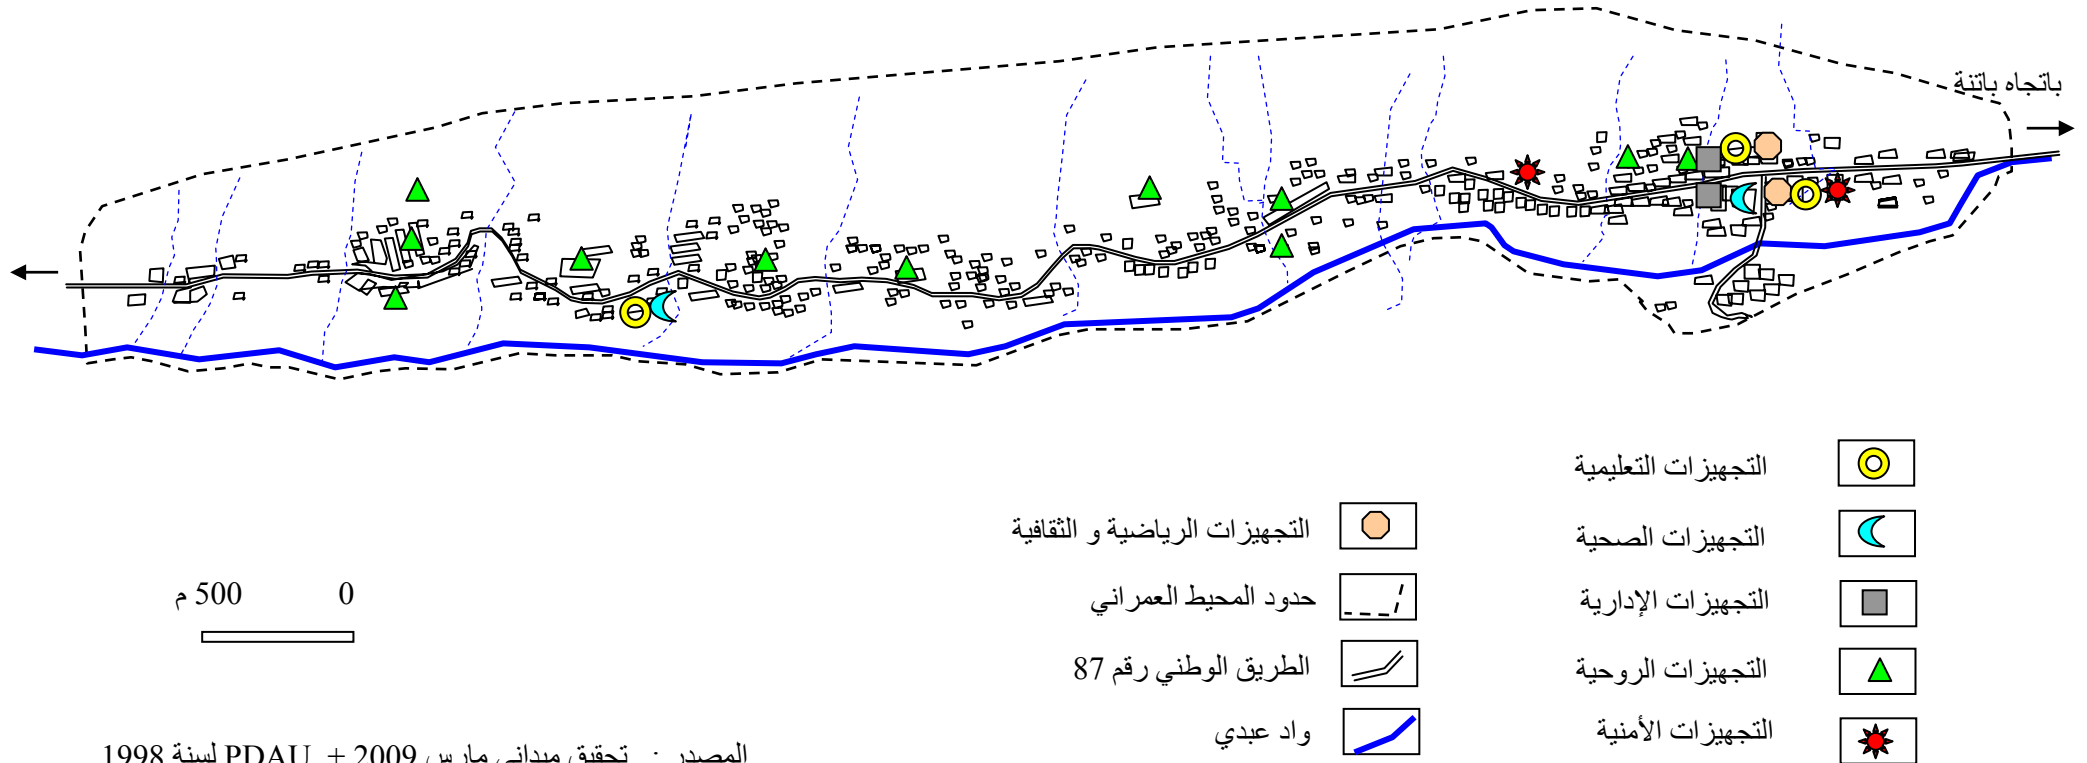 باتجاه باتنة
التجهيزات التعليمية
التجهيزات الصحية
التجهيزات الإدارية
التجهيزات الروحية
التجهيزات الأمنية
التجهيزات الرياضية و الثقافية
حدود المحيط العمراني
الطريق الوطني رقم 87
واد عبدي
0 500 م
المصدر : تحقيق ميداني مارس 2009 + PDAU لسنة 1998